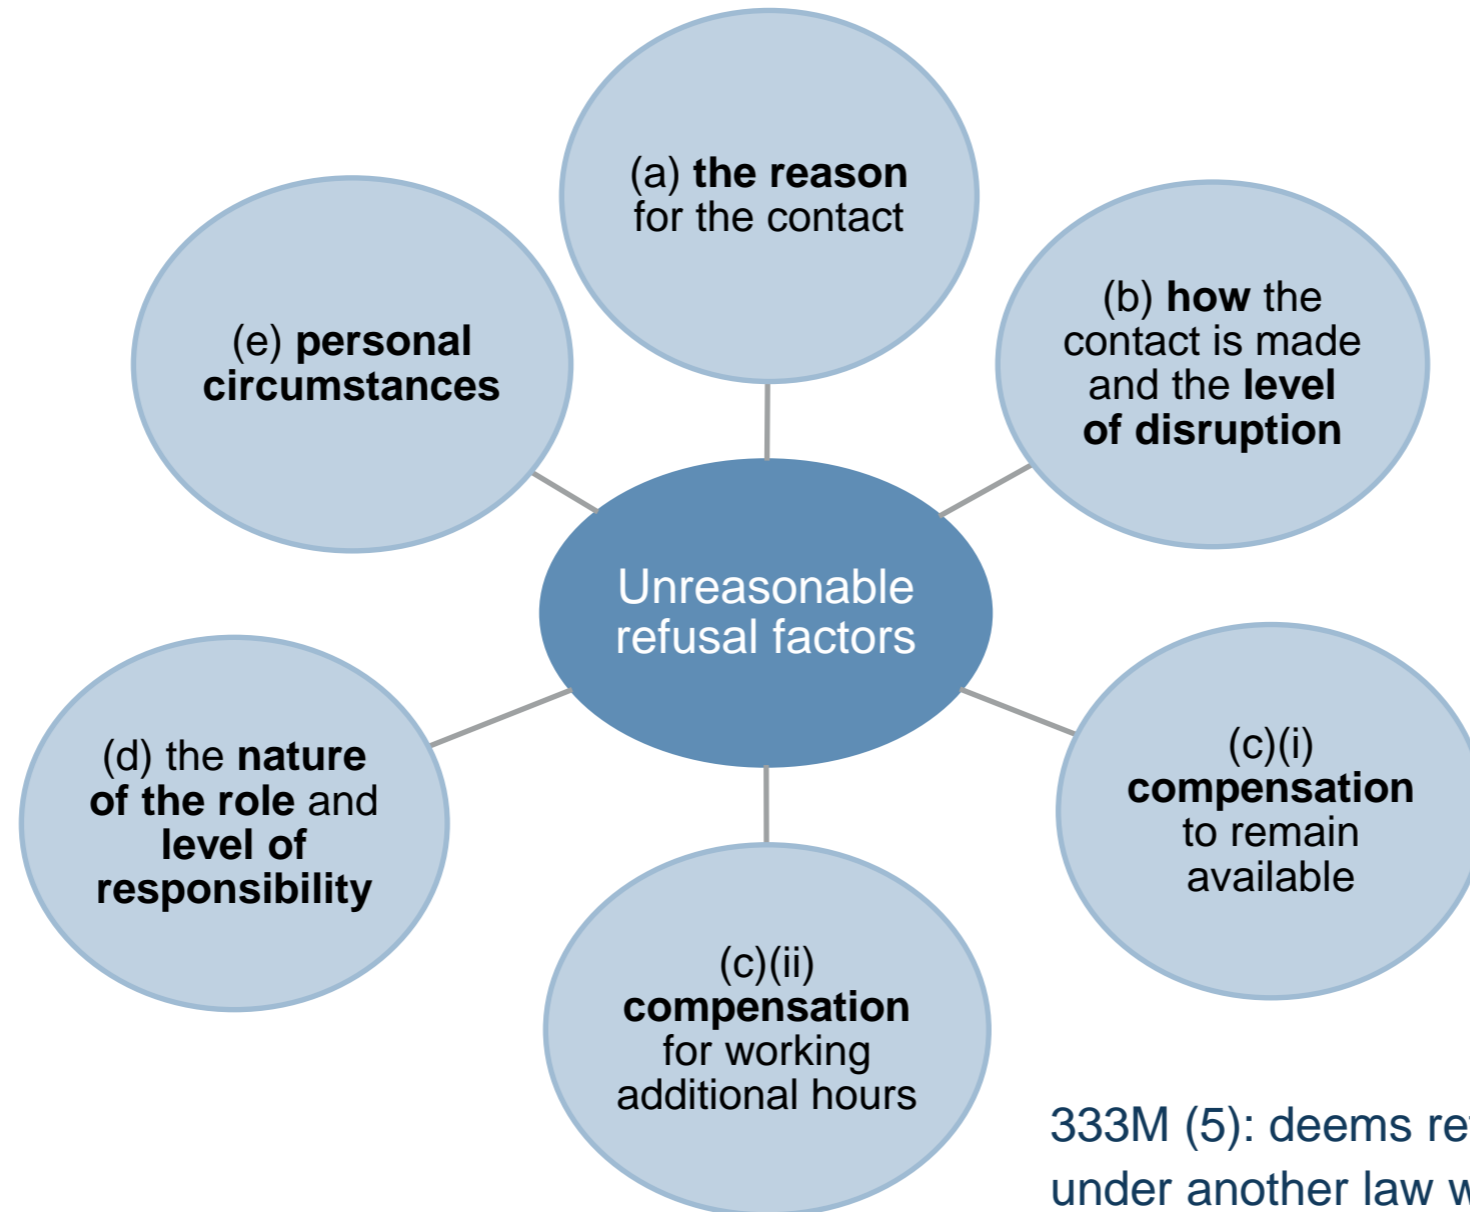 (a) the reason
for the contact
(b) how the
contact is made
and the level
of disruption
(c)(i)
compensation
to remain
available
(c)(ii)
compensation
for working
additional hours
(d) the nature
of the role and
level of
responsibility
(e) personal
circumstances
Unreasonable
refusal factors
333M (5): deems
under another law